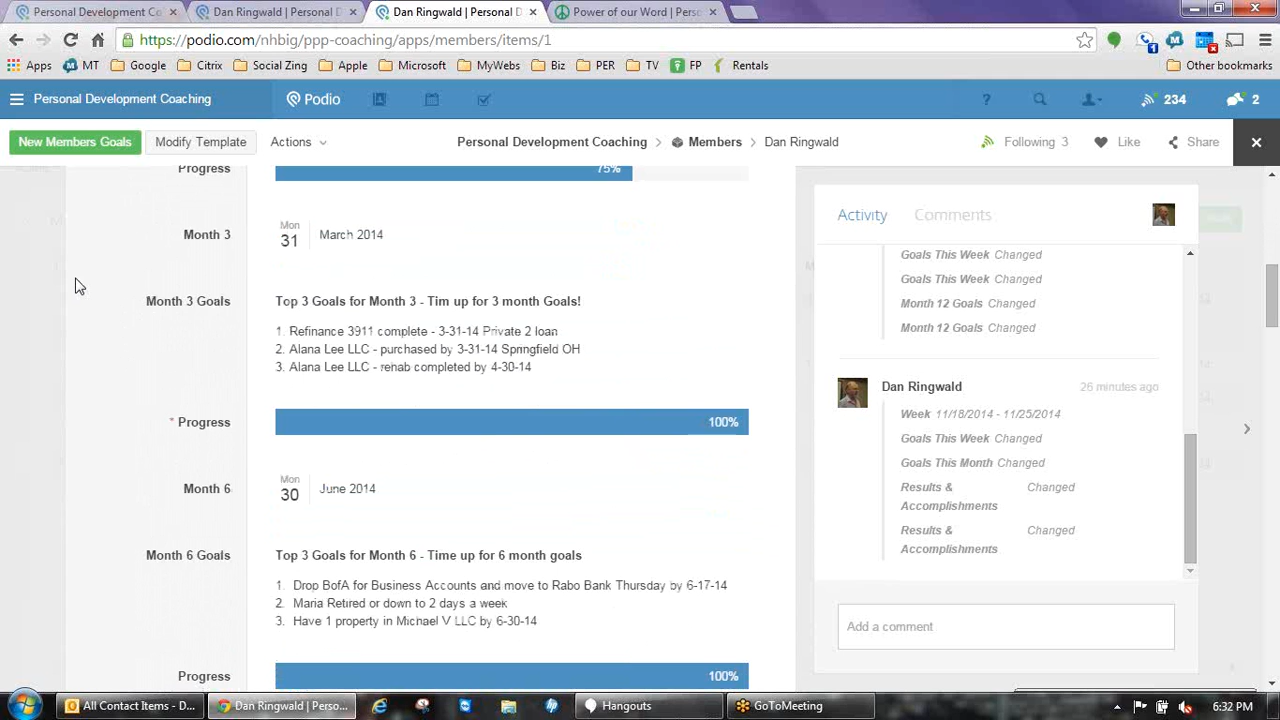 Personal Development Co
Dan Ringwald | Personal D
Dan Ringwald | Personal D
Power of our Word | Perso
https://podio.com/nhbig/ppp-coaching/apps/members/items/1
Apps MT Google Citrix Social Zing Apple Microsoft MyWebs Biz PER TV FP Rentals Other bookmarks
Personal Development Coaching Podio ? 234 2
New Members Goals Modify Template Actions Personal Development Coaching Members Dan Ringwald Following 3 Like Share
Progress 75%
Month 3 Mon 31 March 2014
Month 3 Goals Top 3 Goals for Month 3 - Tim up for 3 month Goals!
1. Refinance 3911 complete - 3-31-14 Private 2 loan
2. Alana Lee LLC - purchased by 3-31-14 Springfield OH
3. Alana Lee LLC - rehab completed by 4-30-14
* Progress 100%
Month 6 Mon 30 June 2014
Month 6 Goals Top 3 Goals for Month 6 - Time up for 6 month goals
1. Drop BofA for Business Accounts and move to Rabo Bank Thursday by 6-17-14
2. Maria Retired or down to 2 days a week
3. Have 1 property in Michael V LLC by 6-30-14
Progress 100%
Activity Comments
Goals This Week Changed
Goals This Week Changed
Month 12 Goals Changed
Month 12 Goals Changed
Dan Ringwald 26 minutes ago
Week 11/18/2014 - 11/25/2014
Goals This Week Changed
Goals This Month Changed
Results & Accomplishments Changed
Results & Accomplishments Changed
Add a comment
All Contact Items - D... Dan Ringwald | Perso... Hangouts GoToMeeting 6:32 PM